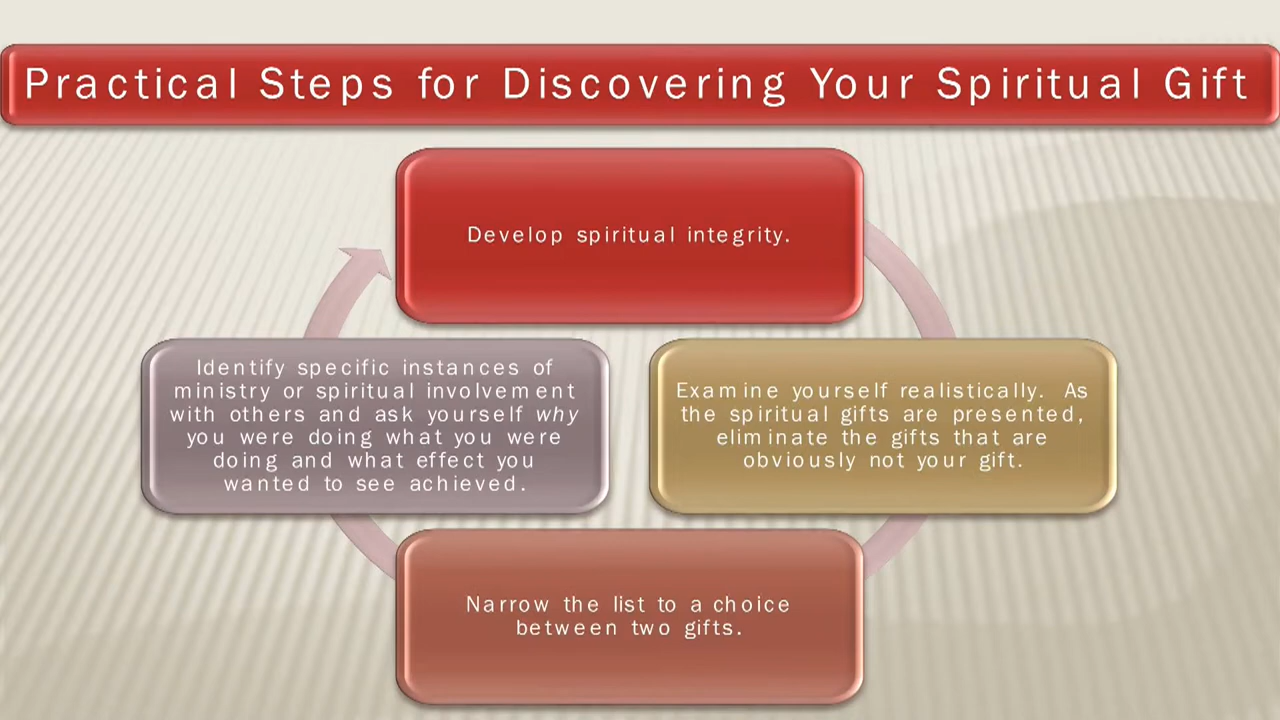 Practical Steps for Discovering Your Spiritual Gift
Develop spiritual integrity.
Examine yourself realistically. As
the spiritual gifts are presented,
eliminate the gifts that are
obviously not your gift.
Narrow the list to a choice
between two gifts.
Identify specific instances of
ministry or spiritual involvement
with others and ask yourself why
you were doing what you were
doing and what effect you
wanted to see achieved.